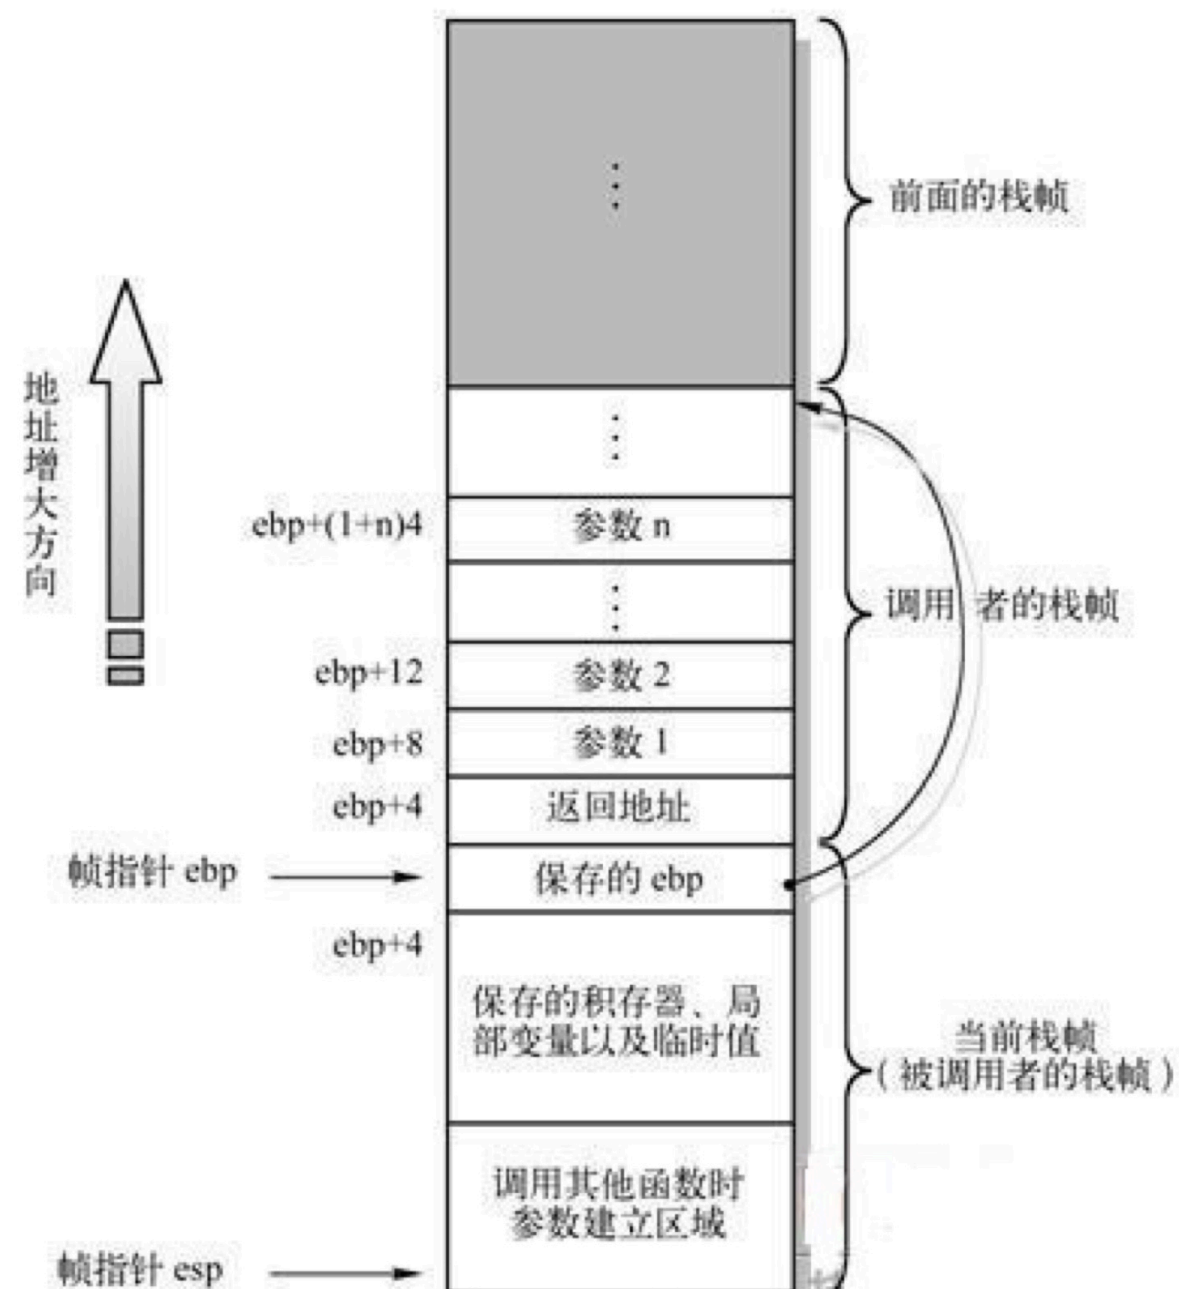 前面的栈帧
地址增大方向
ebp+(1+n)4
参数 n
调用 者的栈帧
ebp+12
参数 2
ebp+8
参数 1
ebp+4
返回地址
帧指针 ebp
保存的 ebp
ebp+4
保存的积存器、局
部变量以及临时值
当前栈帧
（被调用者的栈帧）
调用其他函数时
参数建立区域
帧指针 esp